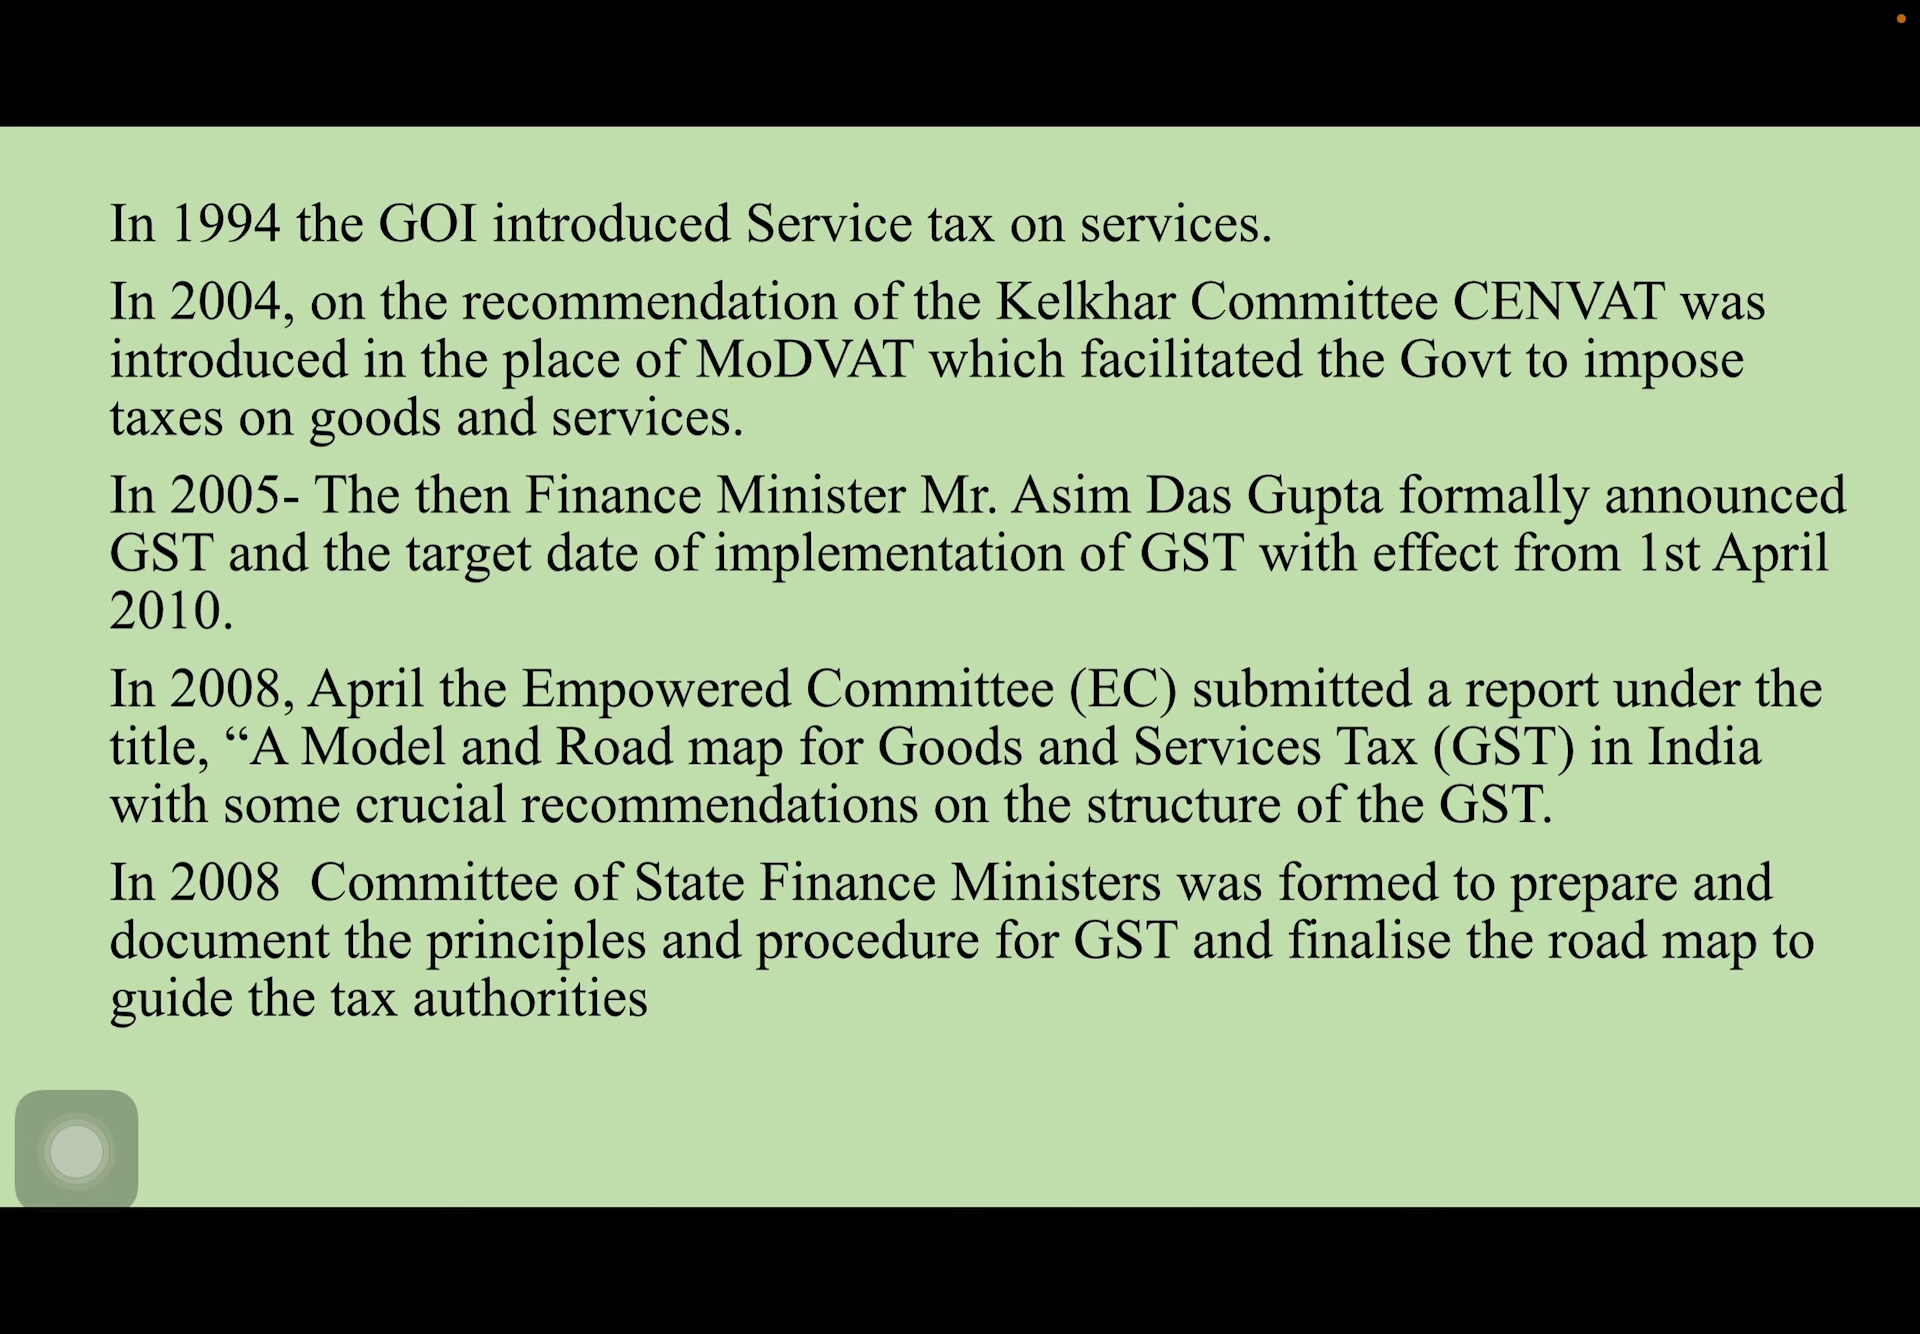 In 1994 the GOI introduced Service tax on services.
In 2004, on the recommendation of the Kelkhar Committee CENVAT was
introduced in the place of MoDVAT which facilitated the Govt to impose
taxes on goods and services.
In 2005- The then Finance Minister Mr. Asim Das Gupta formally announced
GST and the target date of implementation of GST with effect from 1st April
2010.
In 2008, April the Empowered Committee (EC) submitted a report under the
title, “A Model and Road map for Goods and Services Tax (GST) in India
with some crucial recommendations on the structure of the GST.
In 2008  Committee of State Finance Ministers was formed to prepare and
document the principles and procedure for GST and finalise the road map to
guide the tax authorities